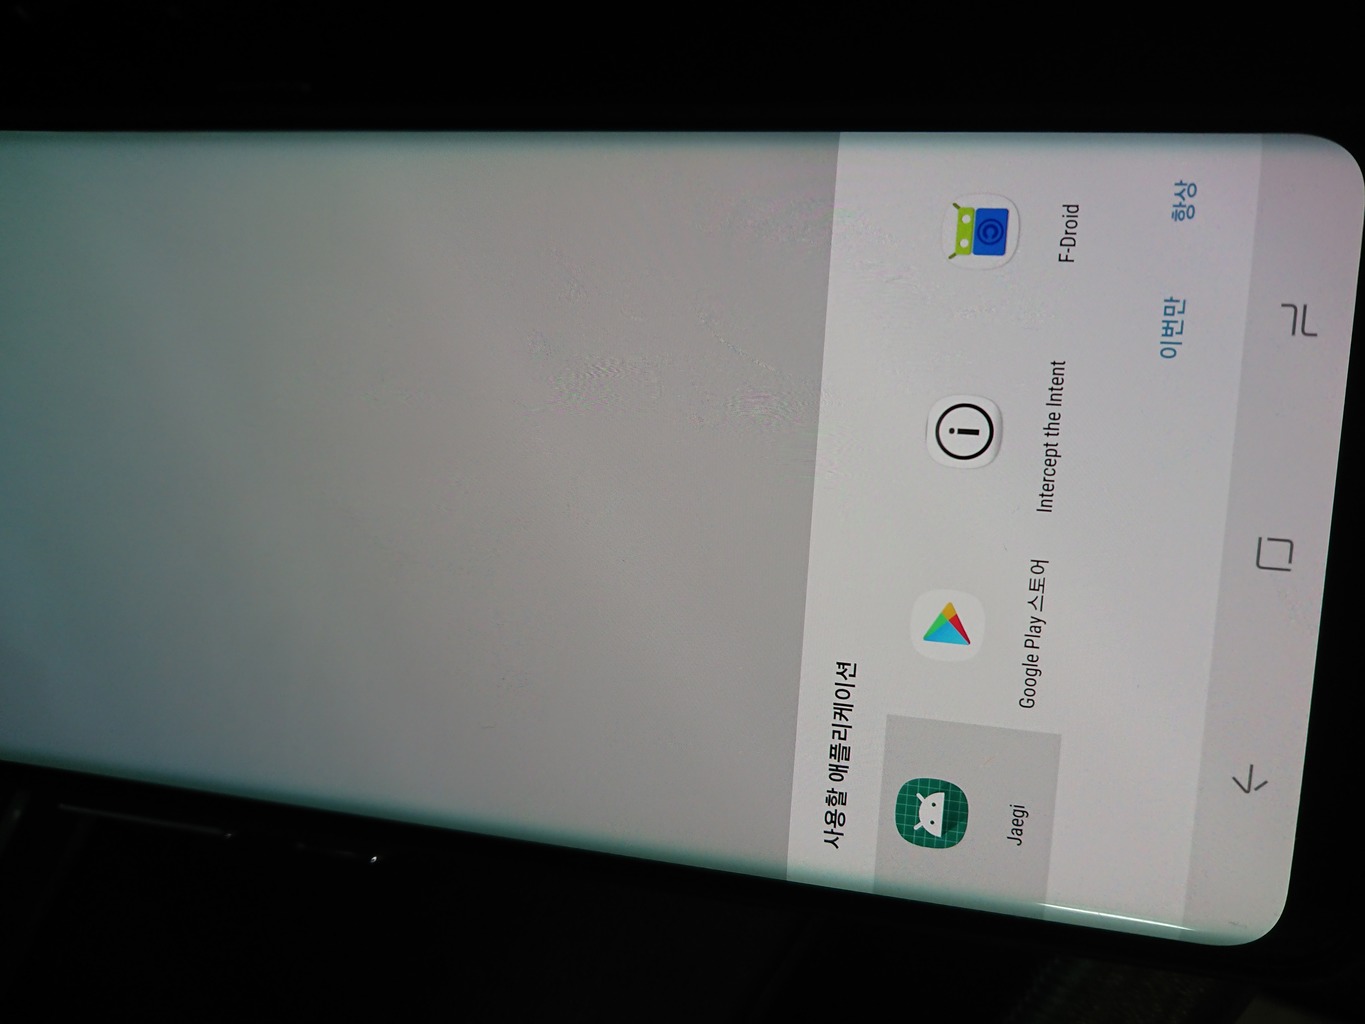 사용할 애플리케이션
Jaegi
Google Play 스토어
Intercept the Intent
F-Droid
이번만
항상